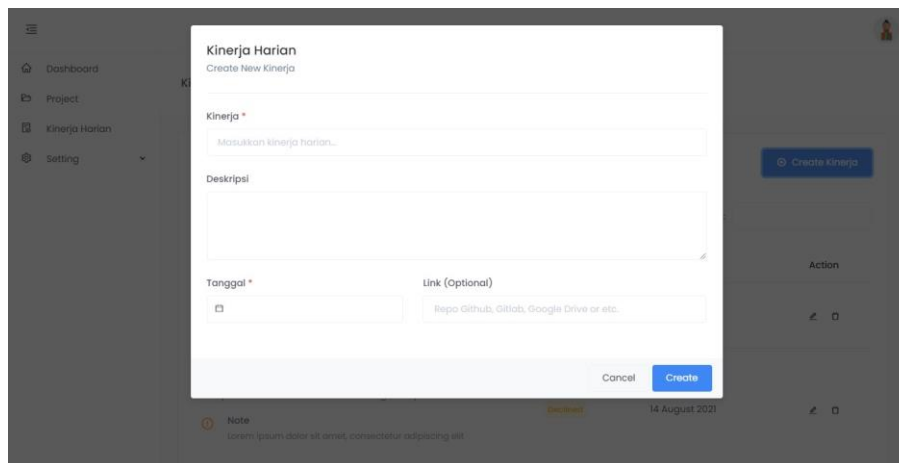 Dashboard
Project
Kinerja Harian
Setting
Ki
Create Kinerja
Action
Kinerja Harian
Create New Kinerja
Kinerja *
Masukkan kinerja harian...
Deskripsi
Tanggal *
Link (Optional)
Repo Github, Gitlab, Google Drive or etc.
Cancel
Create
Declined
14 August 2021
Note
Lorem ipsum dolor sit amet, consectetur adipiscing elit